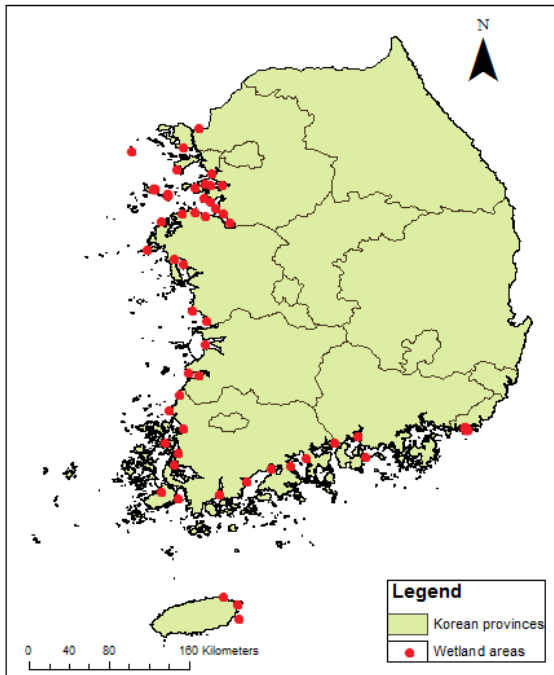 N
Legend
Korean provinces
Wetland areas
0 40 80 160 Kilometers